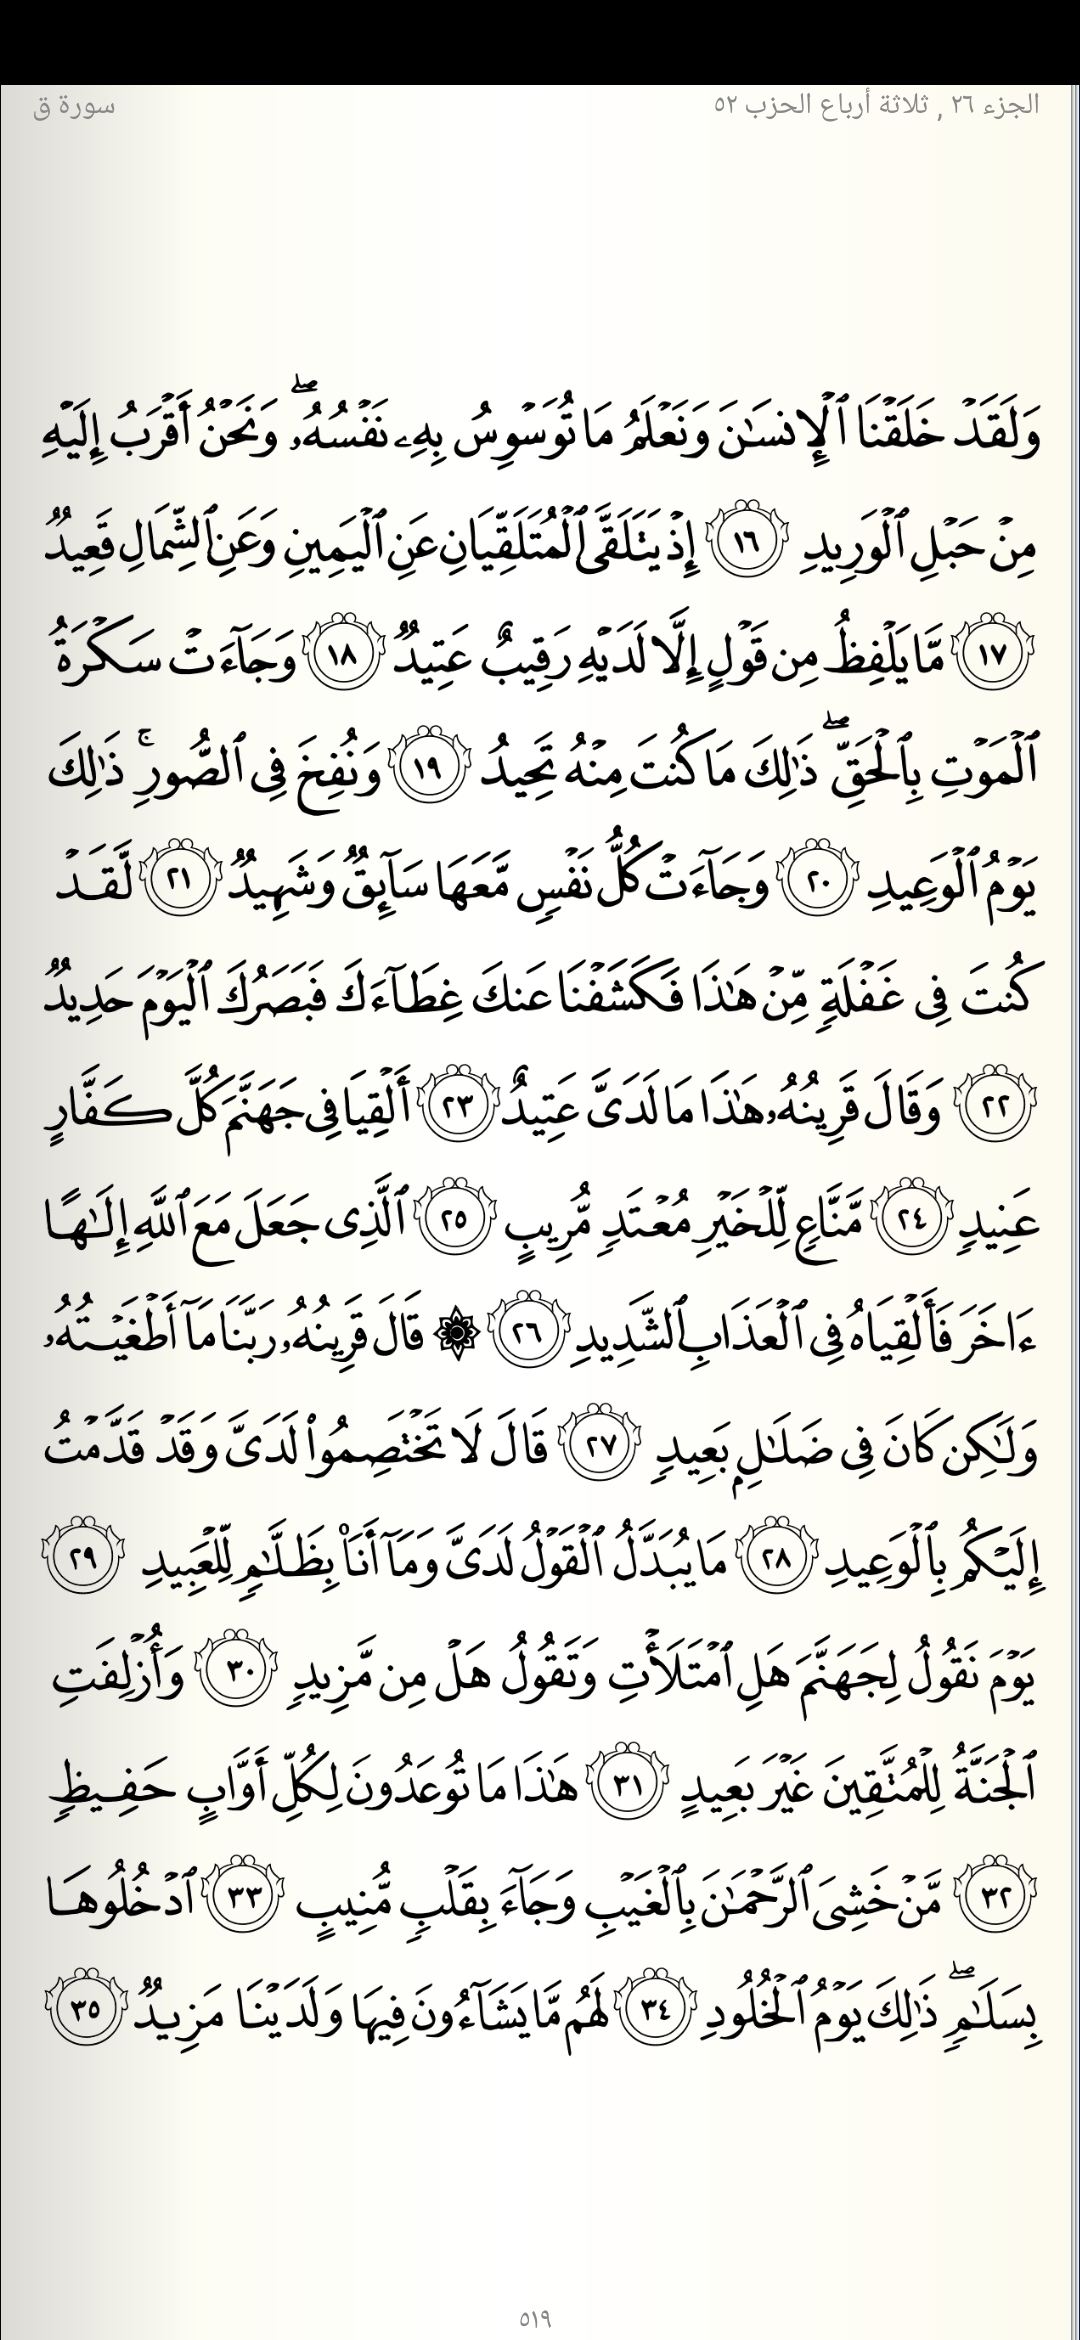 الجزء ٢٦ , ثلاثة أرباع الحزب ٥٢
سورة ق
وَلَقَدْ خَلَقْنَا ٱلْإِنسَـٰنَ وَنَعْلَمُ مَا تُوَسْوِسُ بِهِۦ نَفْسُهُۥ ۖ وَنَحْنُ أَقْرَبُ إِلَيْهِ
مِنْ حَبْلِ ٱلْوَرِيدِ ١٦ إِذْ يَتَلَقَّى ٱلْمُتَلَقِّيَانِ عَنِ ٱلْيَمِينِ وَعَنِ ٱلشِّمَالِ قَعِيدٌ
١٧ مَّا يَلْفِظُ مِن قَوْلٍ إِلَّا لَدَيْهِ رَقِيبٌ عَتِيدٌ ١٨ وَجَآءَتْ سَكْرَةُ
ٱلْمَوْتِ بِٱلْحَقِّ ۖ ذَٰلِكَ مَا كُنتَ مِنْهُ تَحِيدُ ١٩ وَنُفِخَ فِى ٱلصُّورِ ۚ ذَٰلِكَ
يَوْمُ ٱلْوَعِيدِ ٢٠ وَجَآءَتْ كُلُّ نَفْسٍ مَّعَهَا سَآئِقٌ وَشَهِيدٌ ٢١ لَّقَدْ
كُنتَ فِى غَفْلَةٍ مِّنْ هَـٰذَا فَكَشَفْنَا عَنكَ غِطَآءَكَ فَبَصَرُكَ ٱلْيَوْمَ حَدِيدٌ
٢٢ وَقَالَ قَرِينُهُۥ هَـٰذَا مَا لَدَىَّ عَتِيدٌ ٢٣ أَلْقِيَا فِى جَهَنَّمَ كُلَّ كَفَّارٍ
عَنِيدٍ ٢٤ مَّنَّاعٍ لِّلْخَيْرِ مُعْتَدٍ مُّرِيبٍ ٢٥ ٱلَّذِى جَعَلَ مَعَ ٱللَّهِ إِلَـٰهًا
ءَاخَرَ فَأَلْقِيَاهُ فِى ٱلْعَذَابِ ٱلشَّدِيدِ ٢٦ ۞ قَالَ قَرِينُهُۥ رَبَّنَا مَآ أَطْغَيْتُهُۥ
وَلَـٰكِن كَانَ فِى ضَلَـٰلٍۭ بَعِيدٍ ٢٧ قَالَ لَا تَخْتَصِمُوا۟ لَدَىَّ وَقَدْ قَدَّمْتُ
إِلَيْكُم بِٱلْوَعِيدِ ٢٨ مَا يُبَدَّلُ ٱلْقَوْلُ لَدَىَّ وَمَآ أَنَا۠ بِظَلَّـٰمٍ لِّلْعَبِيدِ ٢٩
يَوْمَ نَقُولُ لِجَهَنَّمَ هَلِ ٱمْتَلَأْتِ وَتَقُولُ هَلْ مِن مَّزِيدٍ ٣٠ وَأُزْلِفَتِ
ٱلْجَنَّةُ لِلْمُتَّقِينَ غَيْرَ بَعِيدٍ ٣١ هَـٰذَا مَا تُوعَدُونَ لِكُلِّ أَوَّابٍ حَفِيظٍ
٣٢ مَّنْ خَشِىَ ٱلرَّحْمَـٰنَ بِٱلْغَيْبِ وَجَآءَ بِقَلْبٍ مُّنِيبٍ ٣٣ ٱدْخُلُوهَا
بِسَلَـٰمٍ ۖ ذَٰلِكَ يَوْمُ ٱلْخُلُودِ ٣٤ لَهُم مَّا يَشَآءُونَ فِيهَا وَلَدَيْنَا مَزِيدٌ ٣٥
٥١٩